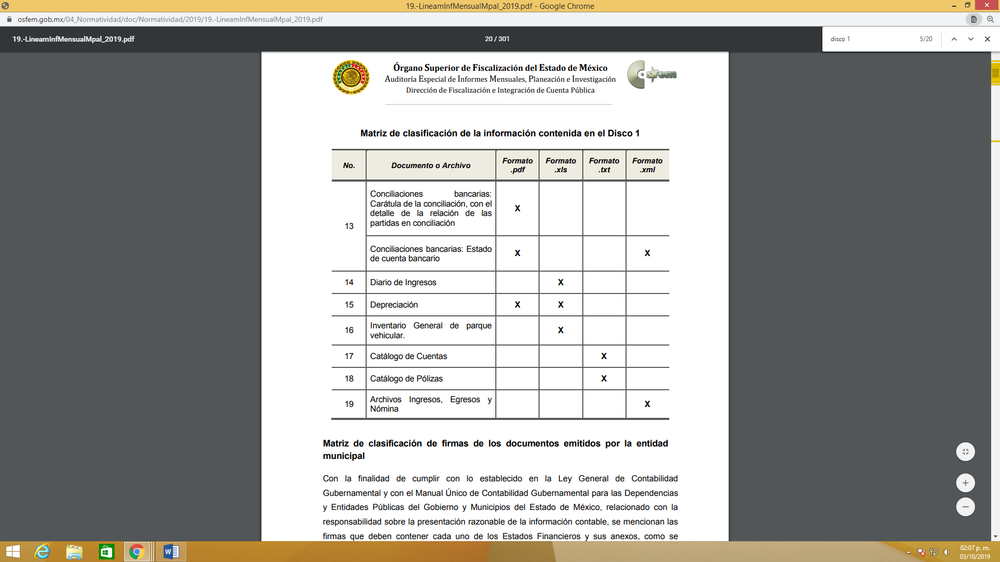 19.-LineamInfMensualMpal_2019.pdf - Google Chrome
osfem.gob.mx/04_Normatividad/doc/Normatividad/2019/19.-LineamInfMensualMpal_2019.pdf
19.-LineamInfMensualMpal_2019.pdf
20 / 301
disco 1
5/20
Órgano Superior de Fiscalización del Estado de México
Auditoría Especial de Informes Mensuales, Planeación e Investigación
Dirección de Fiscalización e Integración de Cuenta Pública
osfem
Matriz de clasificación de la información contenida en el Disco 1
No. Documento o Archivo Formato .pdf Formato .xls Formato .txt Formato .xml
13
Conciliaciones bancarias:
Carátula de la conciliación, con el
detalle de la relación de las
partidas en conciliación
X
Conciliaciones bancarias: Estado
de cuenta bancario
X X
14 Diario de Ingresos X
15 Depreciación X X
16 Inventario General de parque
vehicular.
X
17 Catálogo de Cuentas X
18 Catálogo de Pólizas X
19 Archivos Ingresos, Egresos y
Nómina
X
Matriz de clasificación de firmas de los documentos emitidos por la entidad
municipal
Con la finalidad de cumplir con lo establecido en la Ley General de Contabilidad
Gubernamental y con el Manual Único de Contabilidad Gubernamental para las Dependencias
y Entidades Públicas del Gobierno y Municipios del Estado de México, relacionado con la
responsabilidad sobre la presentación razonable de la información contable, se mencionan las
firmas que deben contener cada uno de los Estados Financieros y sus anexos, como se
02:07 p. m.
03/10/2019